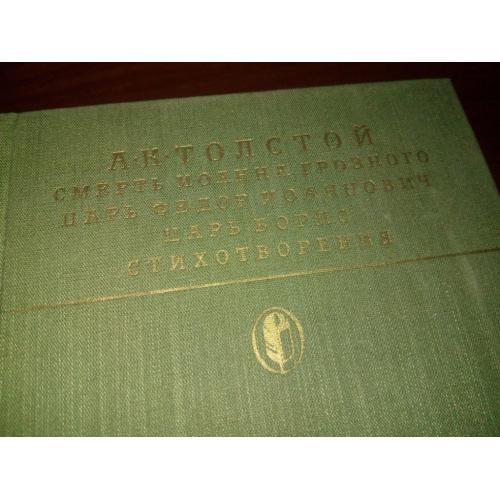 А·К·ТОЛСТОЙ
СМЕРТЬ ИОАННА ГРОЗНОГО
ЦАРЬ ФЕДОР ИОАННОВИЧ
ЦАРЬ БОРИС
СТИХОТВОРЕНИЯ